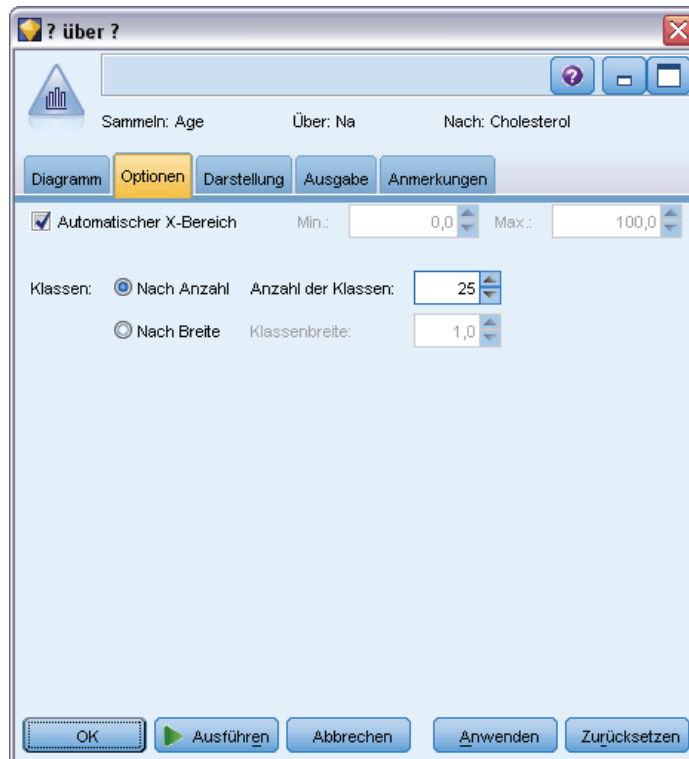 ? über ?
Sammeln: Age Über: Na Nach: Cholesterol
Diagramm Optionen Darstellung Ausgabe Anmerkungen
Automatischer X-Bereich Min.: 0,0 Max.: 100,0
Klassen: Nach Anzahl Anzahl der Klassen: 25
Nach Breite Klassenbreite: 1,0
OK Ausführen Abbrechen Anwenden Zurücksetzen